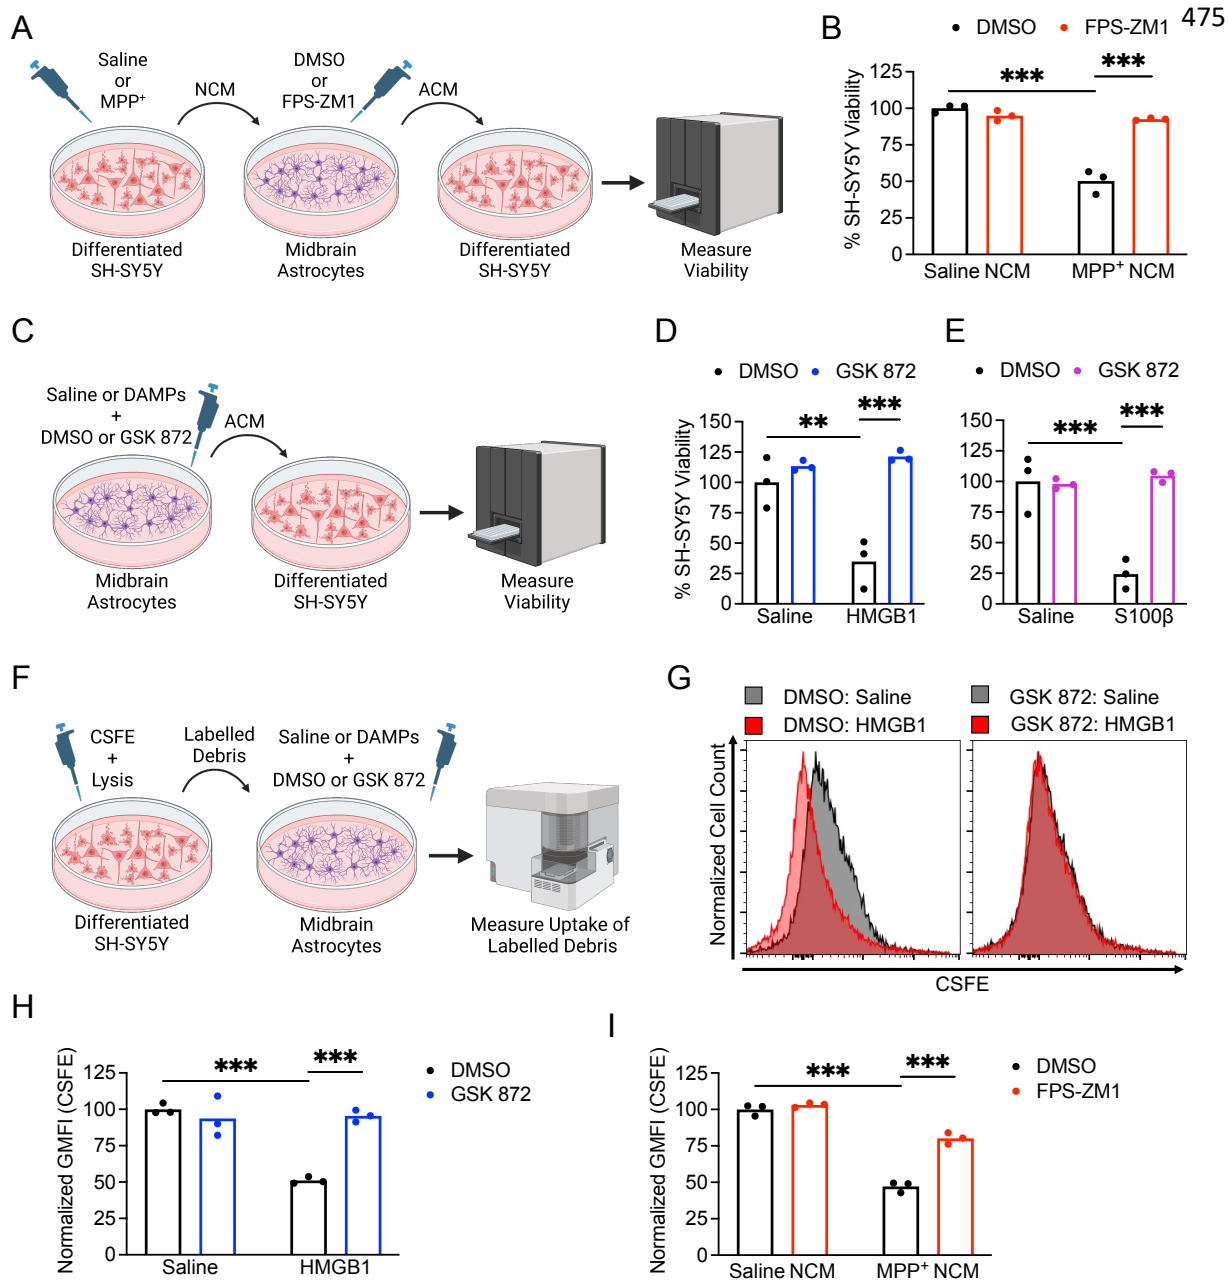 475
A
Saline
or
MPP+
NCM
DMSO
or
FPS-ZM1
ACM
Differentiated
SH-SY5Y
Midbrain
Astrocytes
Differentiated
SH-SY5Y
Measure
Viability
B
DMSO FPS-ZM1
% SH-SY5Y Viability
125
100
75
50
25
0
***
***
Saline NCM MPP+ NCM
C
Saline or DAMPs
+
DMSO or GSK 872
ACM
Midbrain
Astrocytes
Differentiated
SH-SY5Y
Measure
Viability
D
DMSO GSK 872
% SH-SY5Y Viability
150
125
100
75
50
25
0
**
***
Saline HMGB1
E
DMSO GSK 872
150
125
100
75
50
25
0
***
***
Saline S100β
F
CSFE
+
Lysis
Labelled
Debris
Saline or DAMPs
+
DMSO or GSK 872
Differentiated
SH-SY5Y
Midbrain
Astrocytes
Measure Uptake of
Labelled Debris
G
DMSO: Saline
DMSO: HMGB1
GSK 872: Saline
GSK 872: HMGB1
Normalized Cell Count
CSFE
H
DMSO
GSK 872
Normalized GMFI (CSFE)
125
100
75
50
25
0
***
***
Saline HMGB1
I
DMSO
FPS-ZM1
Normalized GMFI (CSFE)
125
100
75
50
25
0
***
***
Saline NCM MPP+ NCM